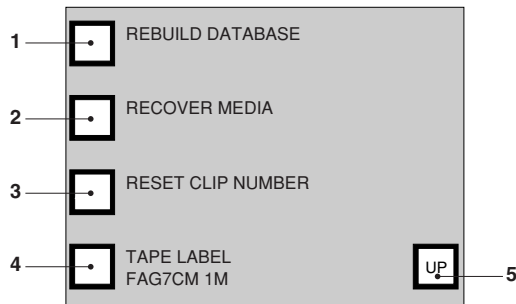 1 REBUILD DATABASE
2 RECOVER MEDIA
3 RESET CLIP NUMBER
4 TAPE LABEL
FAG7CM 1M
UP 5